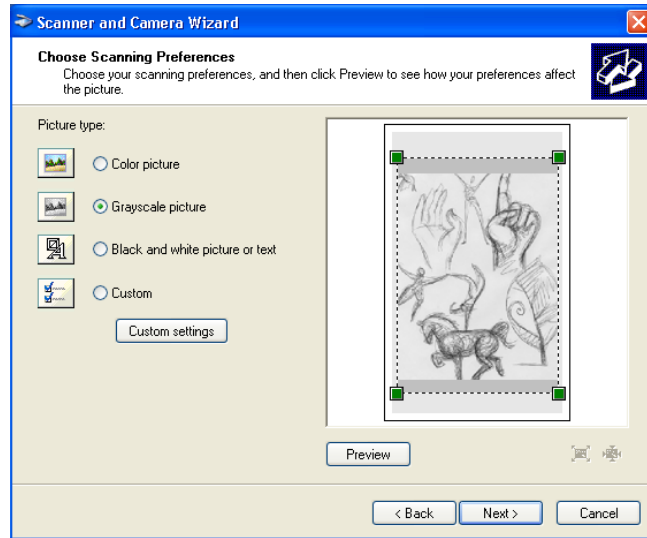 Scanner and Camera Wizard
Choose Scanning Preferences
Choose your scanning preferences, and then click Preview to see how your preferences affect
the picture.
Picture type:
Color picture
Grayscale picture
Black and white picture or text
Custom
Custom settings
Preview
< Back
Next >
Cancel